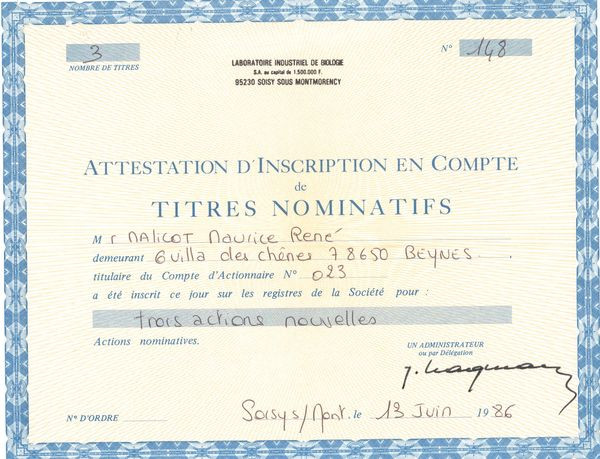 3
NOMBRE DE TITRES
N° 148
LABORATOIRE INDUSTRIEL DE BIOLOGIE
S.A. au capital de 1.500.000 F.
95230 SOISY SOUS MONTMORENCY
ATTESTATION D'INSCRIPTION EN COMPTE
de
TITRES NOMINATIFS
Mr MALICOT Maurice René
demeurant 6 villa des chênes 78650 BEYNES
titulaire du Compte d'Actionnaire N° 023
a été inscrit ce jour sur les registres de la Société pour :
trois actions nouvelles
Actions nominatives.
UN ADMINISTRATEUR
ou par Délégation
N° D'ORDRE
Soisys/Mont. le 13 Juin 1986